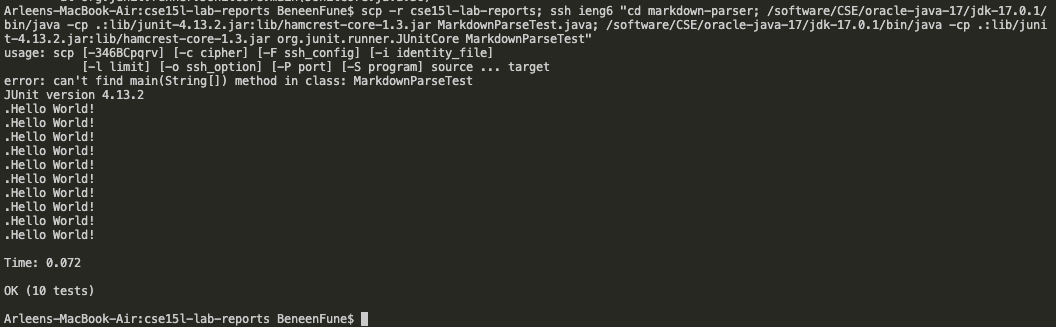 Arleens-MacBook-Air:cse15l-lab-reports BeneenFune$ scp -r cse15l-lab-reports; ssh ieng6 "cd markdown-parser; /software/CSE/oracle-java-17/jdk-17.0.1/
bin/java -cp .:lib/junit-4.13.2.jar:lib/hamcrest-core-1.3.jar MarkdownParseTest.java; /software/CSE/oracle-java-17/jdk-17.0.1/bin/java -cp .:lib/juni
t-4.13.2.jar:lib/hamcrest-core-1.3.jar org.junit.runner.JUnitCore MarkdownParseTest"
usage: scp [-346BCpqrv] [-c cipher] [-F ssh_config] [-i identity_file]
           [-l limit] [-o ssh_option] [-P port] [-S program] source ... target
error: can't find main(String[]) method in class: MarkdownParseTest
JUnit version 4.13.2
.Hello World!
.Hello World!
.Hello World!
.Hello World!
.Hello World!
.Hello World!
.Hello World!
.Hello World!
.Hello World!
.Hello World!
Time: 0.072
OK (10 tests)
Arleens-MacBook-Air:cse15l-lab-reports BeneenFune$